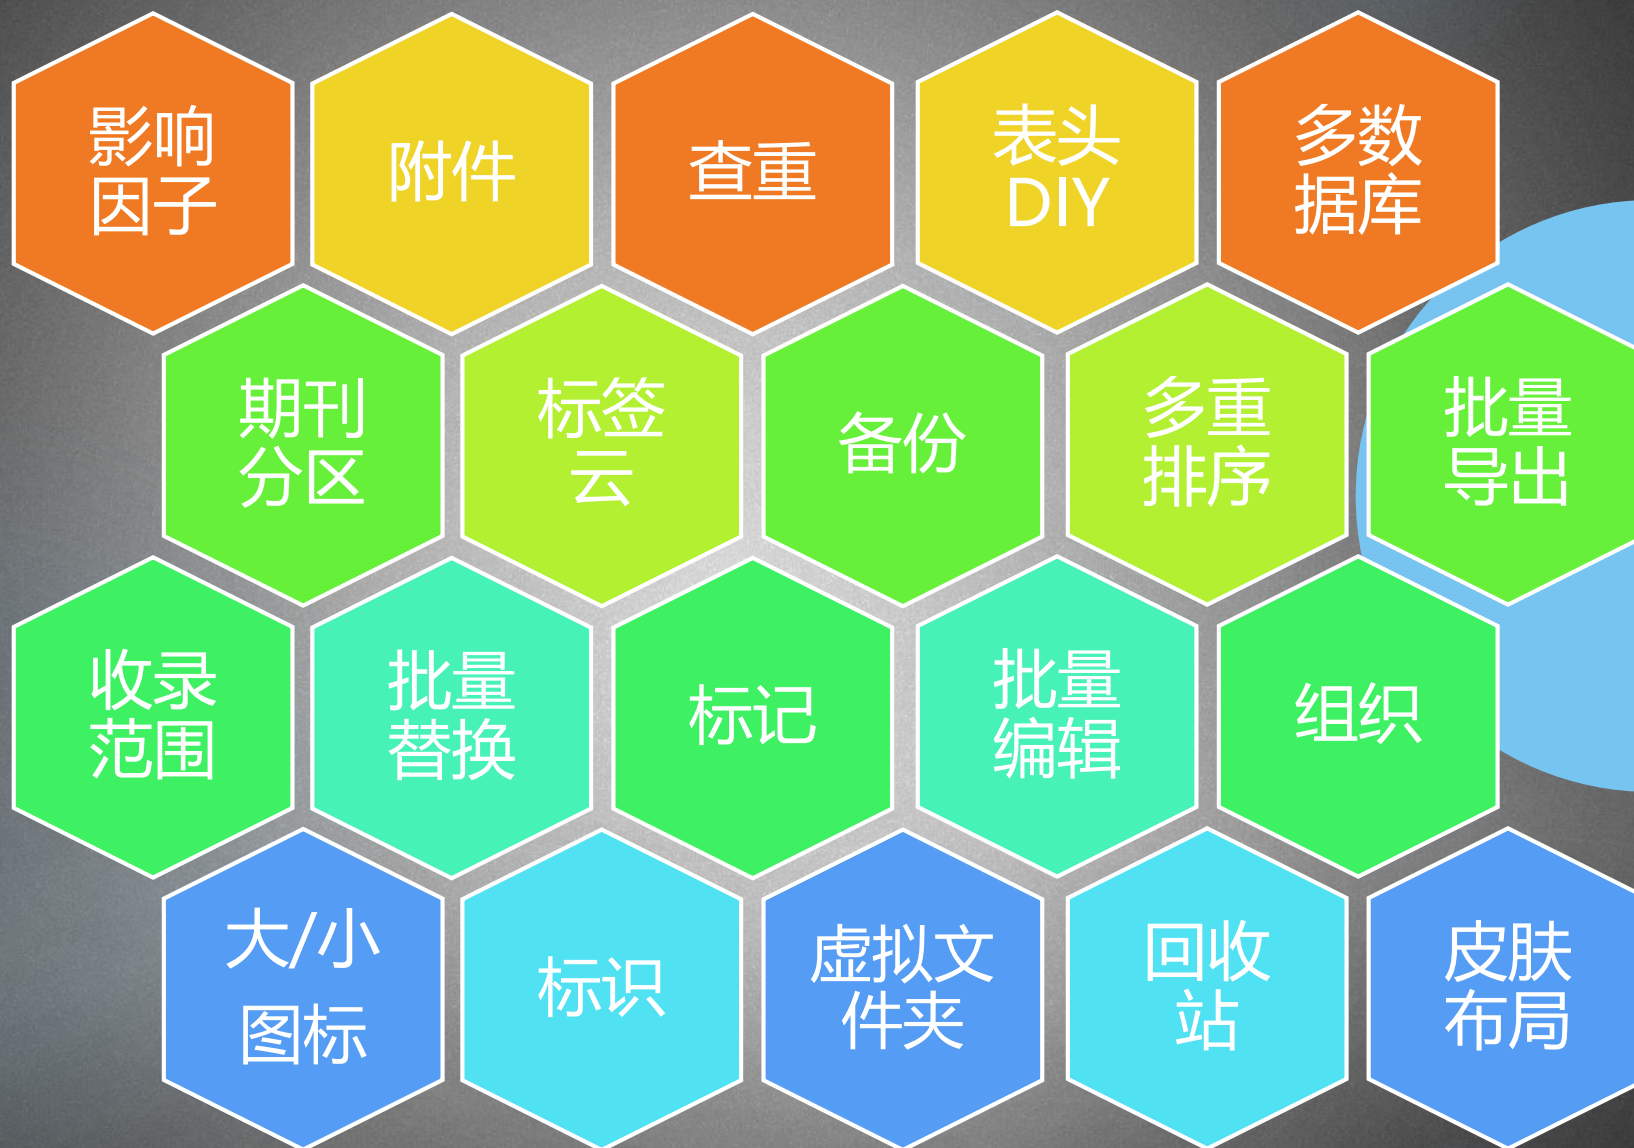 影响
因子
附件
查重
表头
DIY
多数
据库
期刊
分区
标签
云
备份
多重
排序
批量
导出
收录
范围
批量
替换
标记
批量
编辑
组织
大/小
图标
标识
虚拟文
件夹
回收
站
皮肤
布局